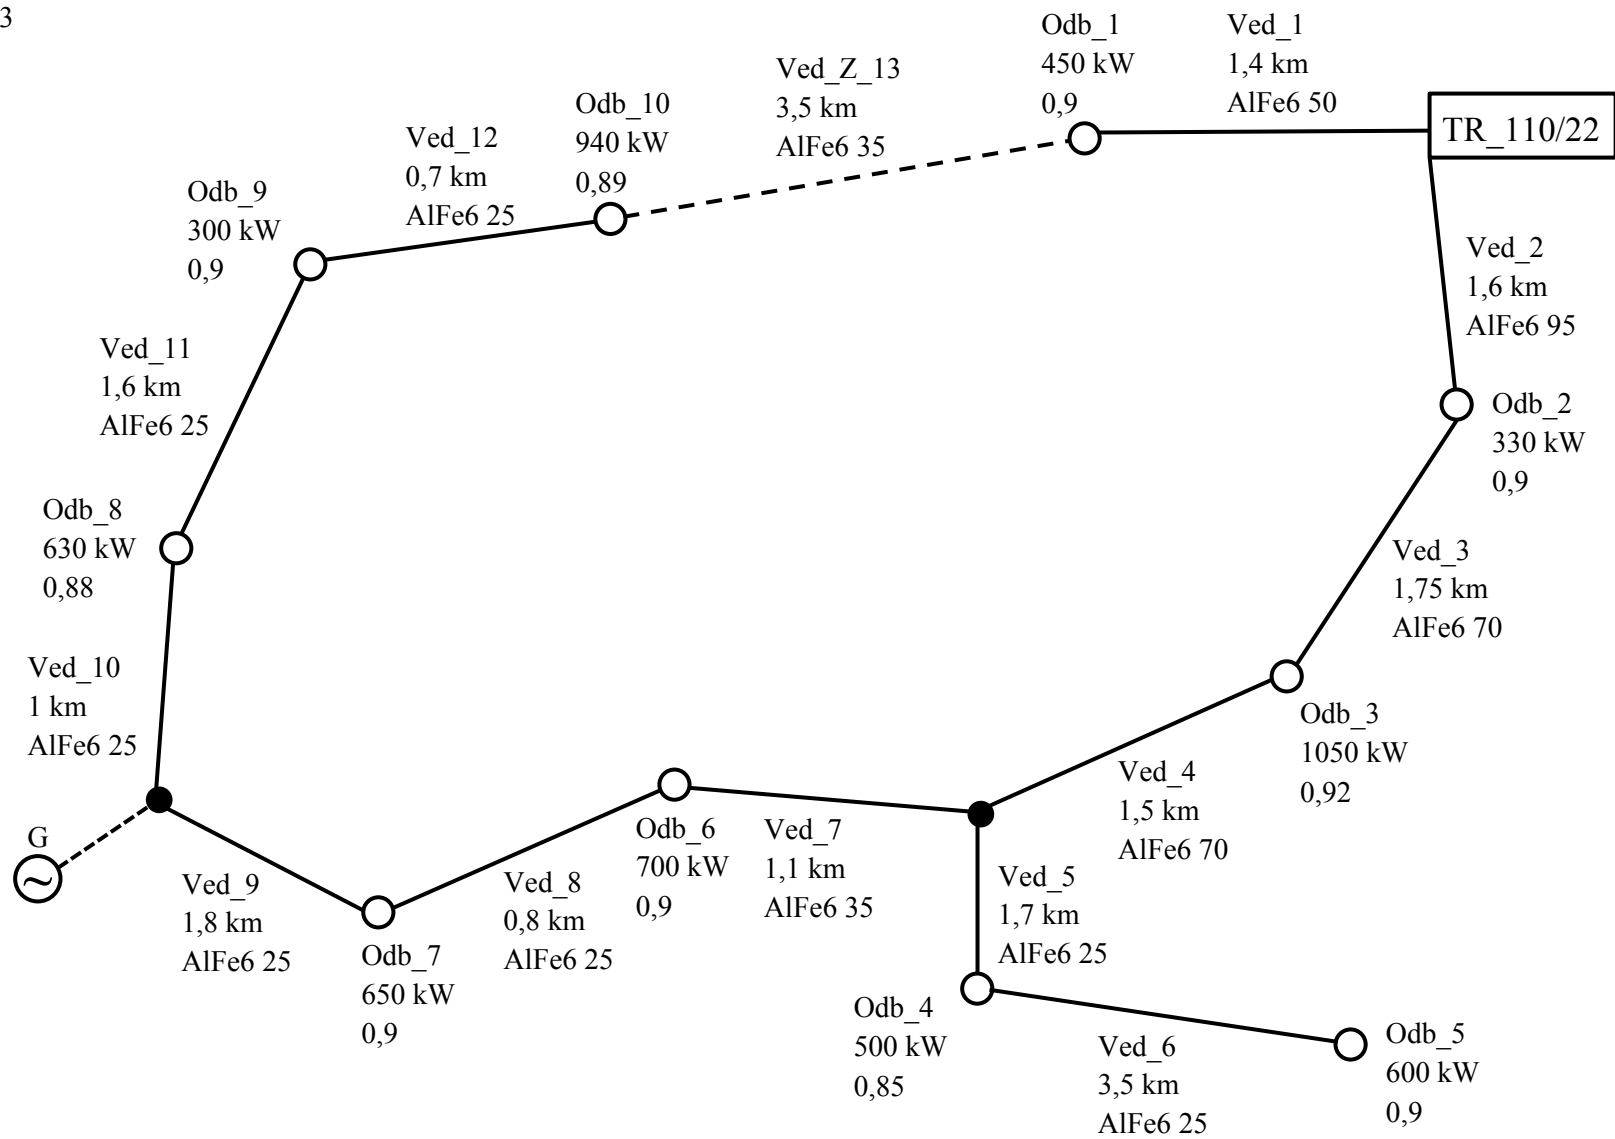 3
Odb_1
450 kW
0,9
Ved_1
1,4 km
AlFe6 50
TR_110/22
Ved_Z_13
3,5 km
AlFe6 35
Odb_10
940 kW
0,89
Ved_12
0,7 km
AlFe6 25
Odb_9
300 kW
0,9
Ved_2
1,6 km
AlFe6 95
Ved_11
1,6 km
AlFe6 25
Odb_2
330 kW
0,9
Odb_8
630 kW
0,88
Ved_3
1,75 km
AlFe6 70
Ved_10
1 km
AlFe6 25
Odb_3
1050 kW
0,92
Ved_4
1,5 km
AlFe6 70
G
~
Odb_6
700 kW
0,9
Ved_7
1,1 km
AlFe6 35
Ved_9
1,8 km
AlFe6 25
Ved_8
0,8 km
AlFe6 25
Ved_5
1,7 km
AlFe6 25
Odb_7
650 kW
0,9
Odb_4
500 kW
0,85
Ved_6
3,5 km
AlFe6 25
Odb_5
600 kW
0,9